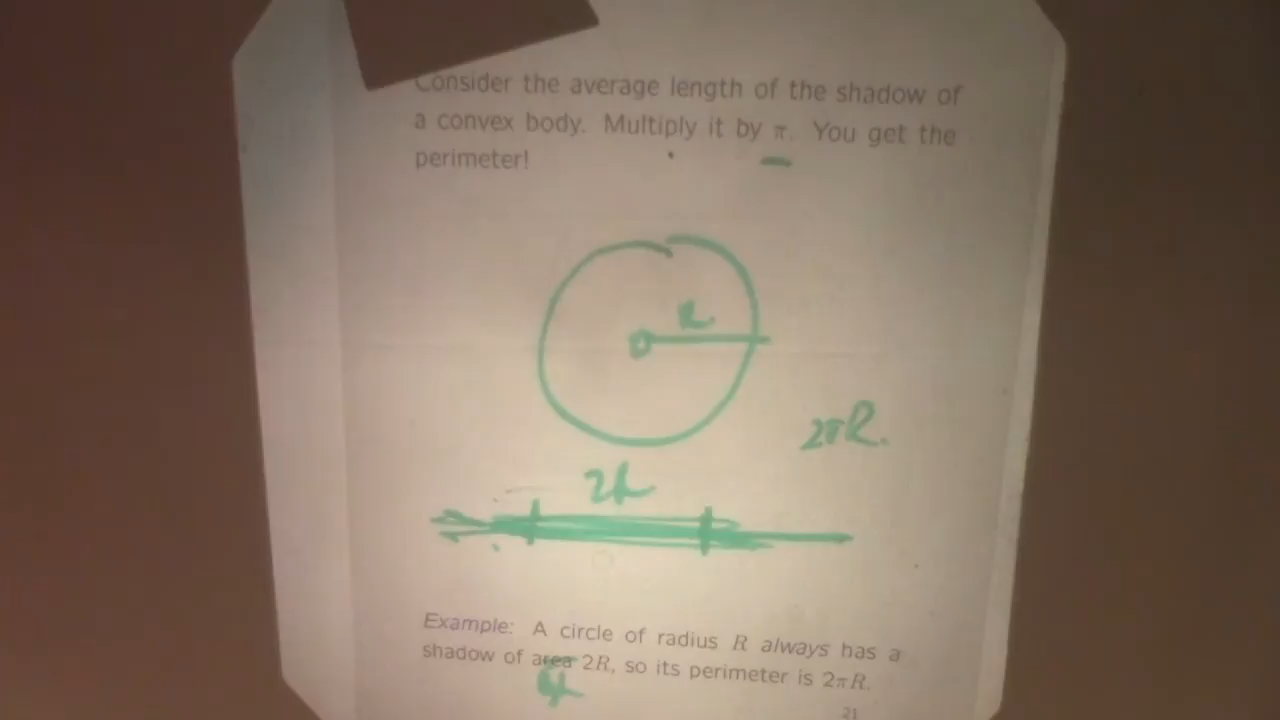 Consider the average length of the shadow of
a convex body. Multiply it by π. You get the
perimeter!
R
2πR.
2R
Example: A circle of radius R always has a
shadow of area 2R, so its perimeter is 2πR.
21